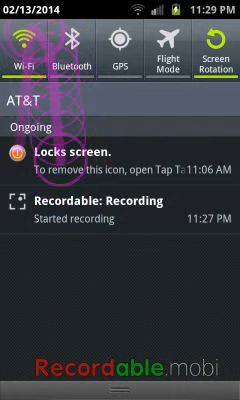 02/13/2014 11:29 PM
Wi-Fi Bluetooth GPS Flight Mode Screen Rotation
AT&T
Ongoing
Locks screen.
To remove this icon, open Tap Ta 11:06 AM
Recordable: Recording
Started recording 11:27 PM
Recordable.mobi